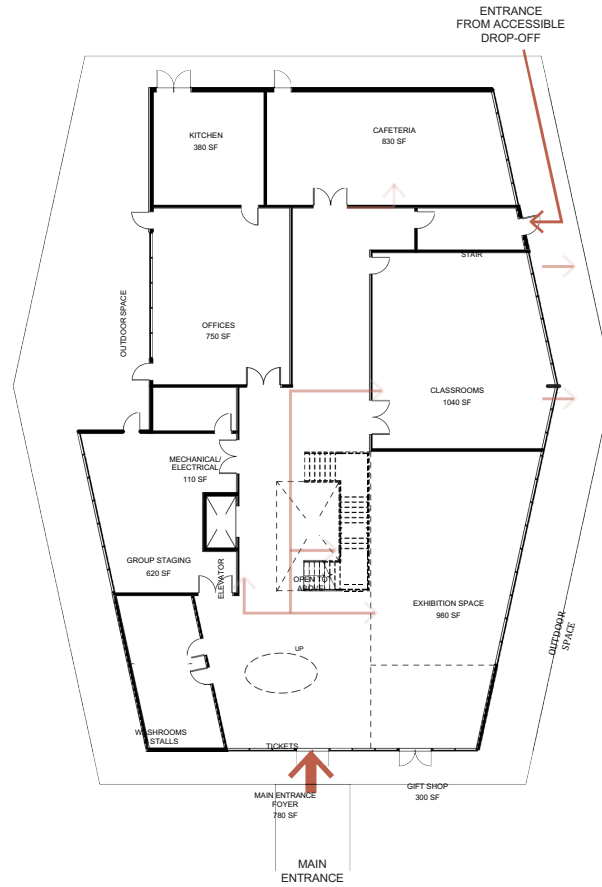 ENTRANCE
FROM ACCESSIBLE
DROP-OFF
KITCHEN
380 SF
CAFETERIA
830 SF
STAIR
OUTDOOR SPACE
OFFICES
750 SF
CLASSROOMS
1040 SF
MECHANICAL/
ELECTRICAL
110 SF
GROUP STAGING
620 SF
ELEVATOR
OPEN TO
ABOVE
EXHIBITION SPACE
980 SF
OUTDOOR
SPACE
UP
WASHROOMS
STALLS
TICKETS
MAIN ENTRANCE
FOYER
780 SF
GIFT SHOP
300 SF
MAIN
ENTRANCE